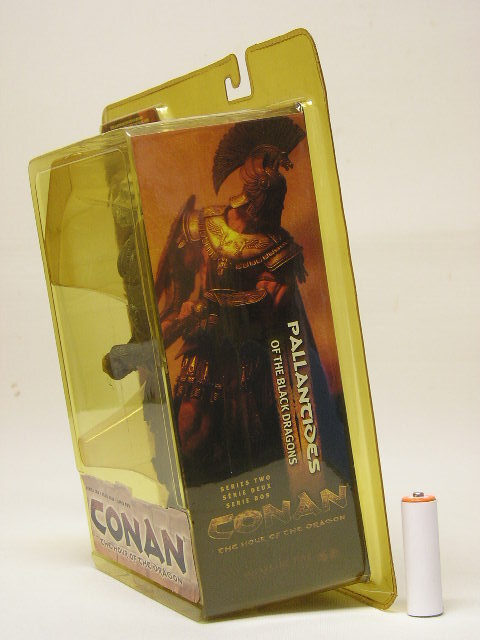 PALLANTIDES
OF THE BLACK DRAGONS
SERIES TWO
SÉRIE DEUX
SERIE DOS
CONAN
THE HOUR OF THE DRAGON
CONAN
THE HOUR OF THE DRAGON